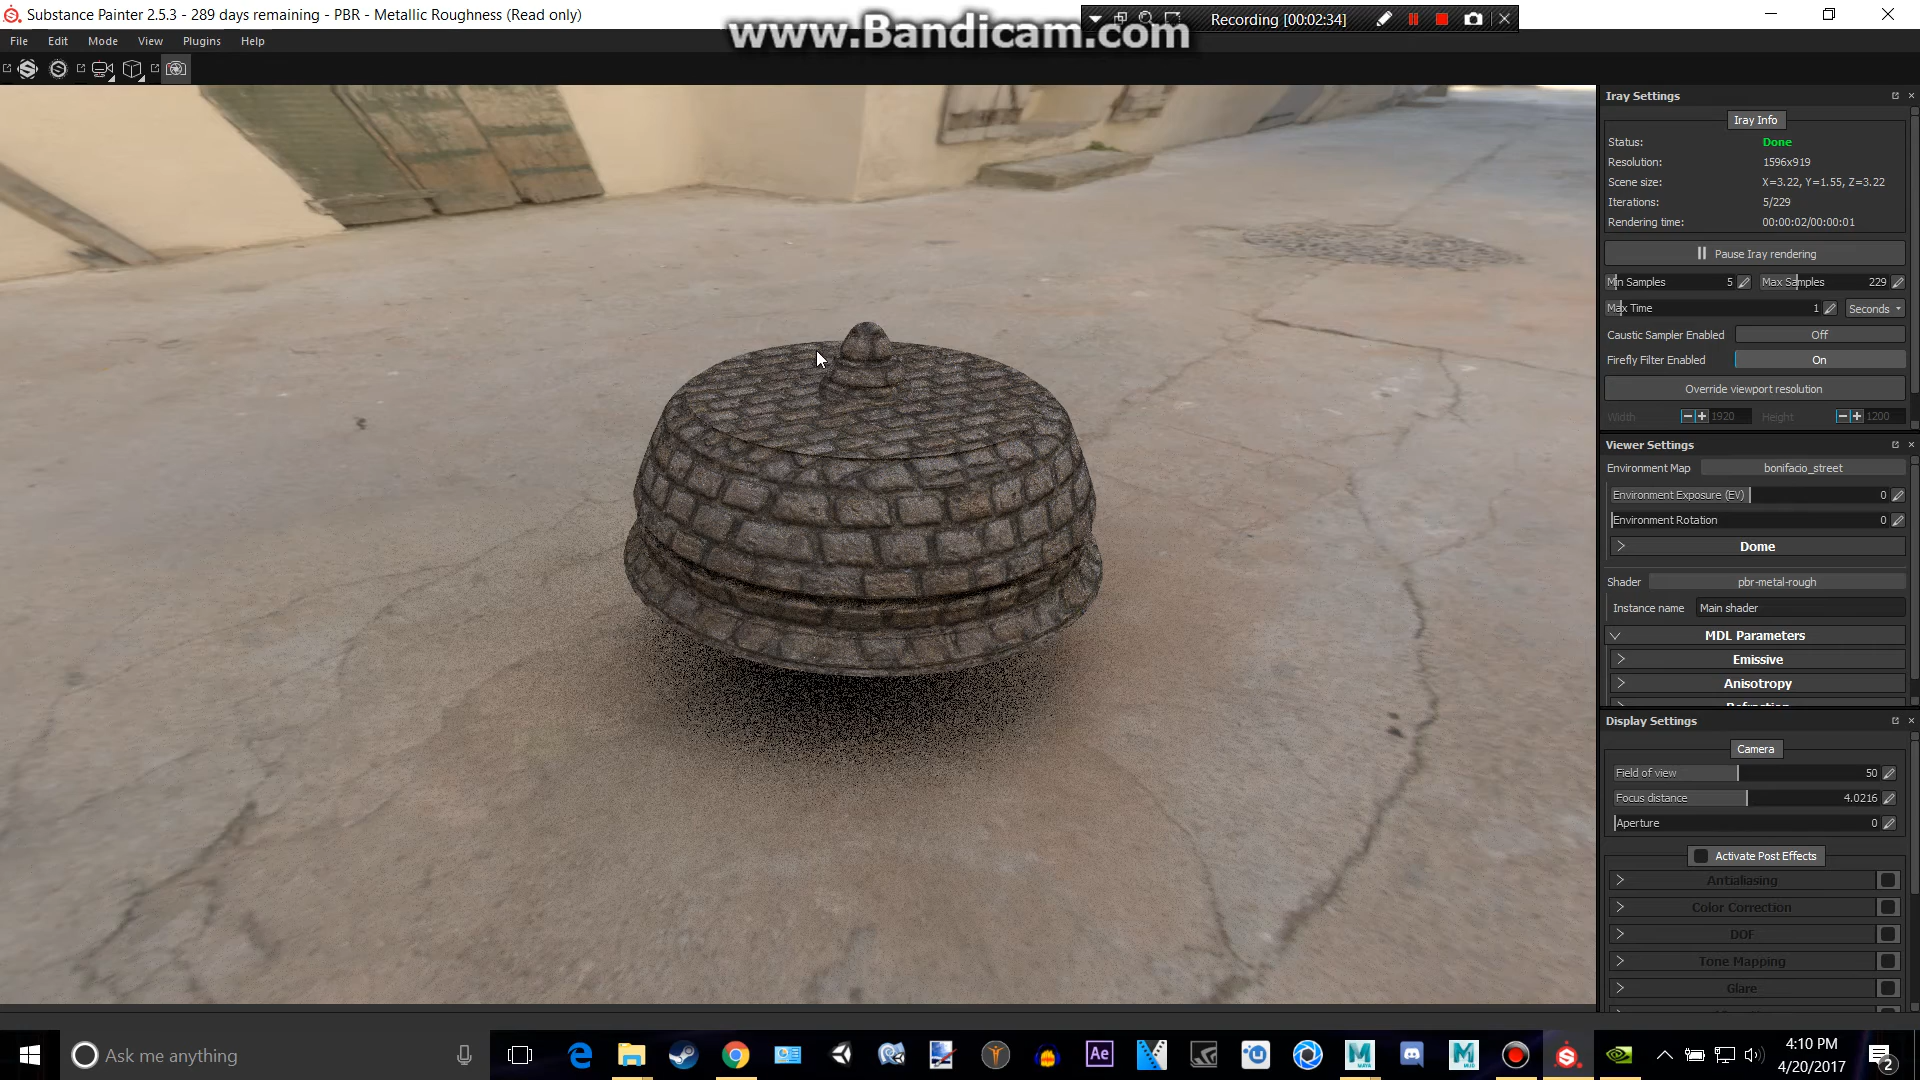 Substance Painter 2.5.3 - 289 days remaining - PBR - Metallic Roughness (Read only)
Recording [00:02:34]
www.Bandicam.com
File Edit Mode View Plugins Help
Iray Settings
Iray Info
Status: Done
Resolution: 1596x919
Scene size: X=3.22, Y=1.55, Z=3.22
Iterations: 5/229
Rendering time: 00:00:02/00:00:01
Pause Iray rendering
Min Samples 5 Max Samples 229
Max Time 1 Seconds
Caustic Sampler Enabled Off
Firefly Filter Enabled On
Override viewport resolution
Width 1920 Height 1200
Viewer Settings
Environment Map bonifacio_street
Environment Exposure (EV) 0
Environment Rotation 0
Dome
Shader pbr-metal-rough
Instance name Main shader
MDL Parameters
Emissive
Anisotropy
Display Settings
Camera
Field of view 50
Focus distance 4.0216
Aperture 0
Activate Post Effects
Antialiasing
Color Correction
DOF
Tone Mapping
Glare
Ask me anything
Ae
4:10 PM
4/20/2017
2